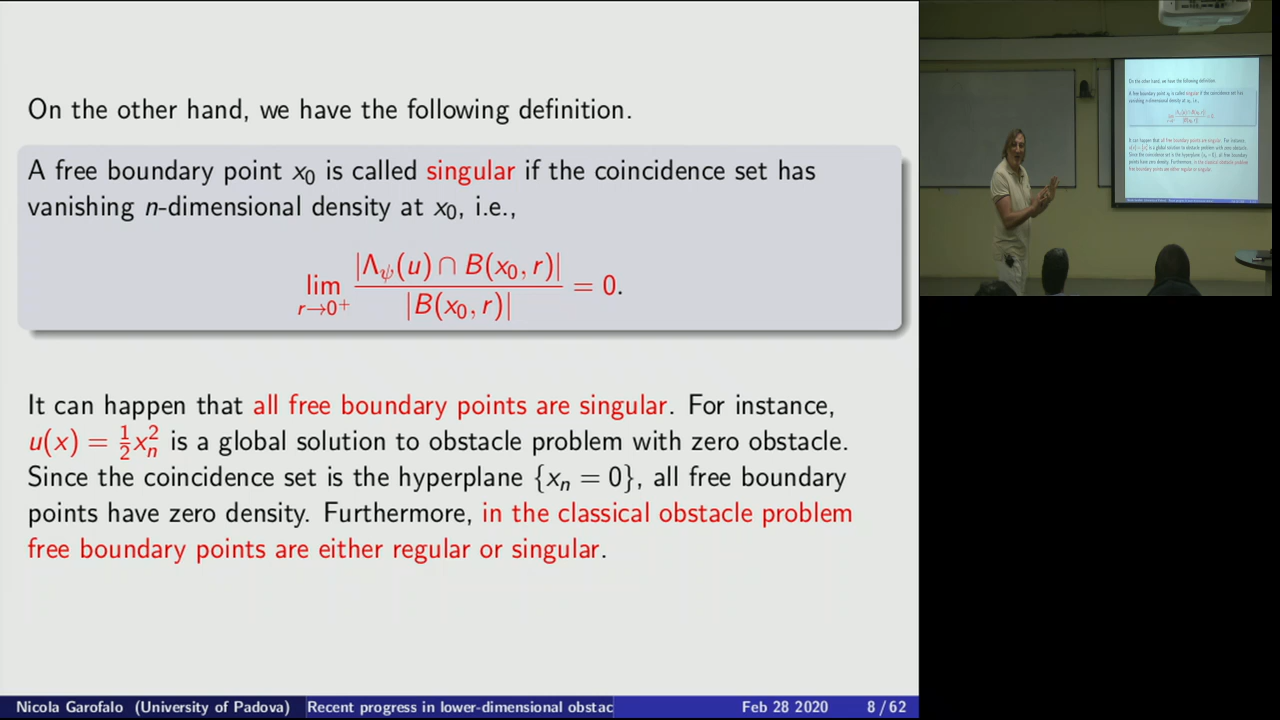 On the other hand, we have the following definition.
A free boundary point x₀ is called singular if the coincidence set has
vanishing n-dimensional density at x₀, i.e.,
lim_{r→0⁺} |Λ_ψ(u) ∩ B(x₀, r)| / |B(x₀, r)| = 0.
It can happen that all free boundary points are singular. For instance,
u(x) = ½x_n² is a global solution to obstacle problem with zero obstacle.
Since the coincidence set is the hyperplane {x_n = 0}, all free boundary
points have zero density. Furthermore, in the classical obstacle problem
free boundary points are either regular or singular.
Nicola Garofalo (University of Padova) Recent progress in lower-dimensional obstac Feb 28 2020 8 / 62